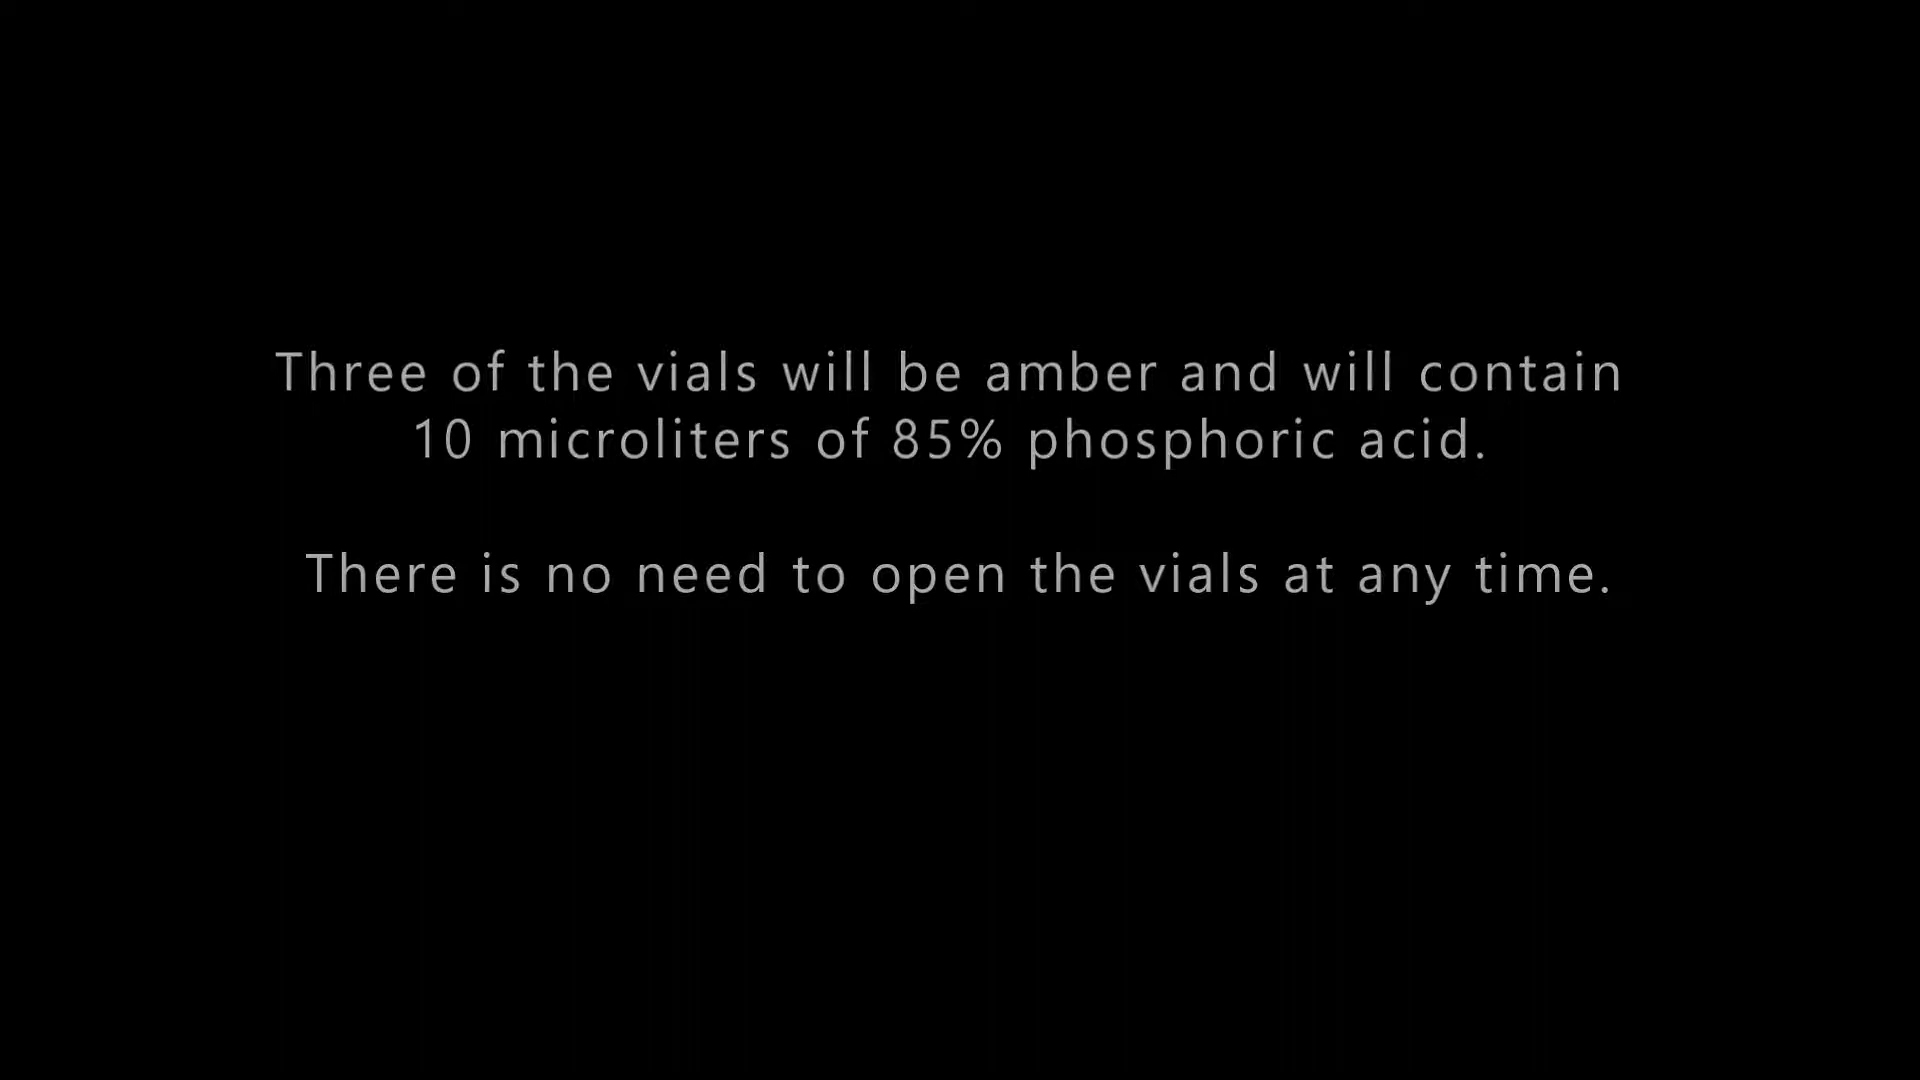 Three of the vials will be amber and will contain
10 microliters of 85% phosphoric acid.
There is no need to open the vials at any time.